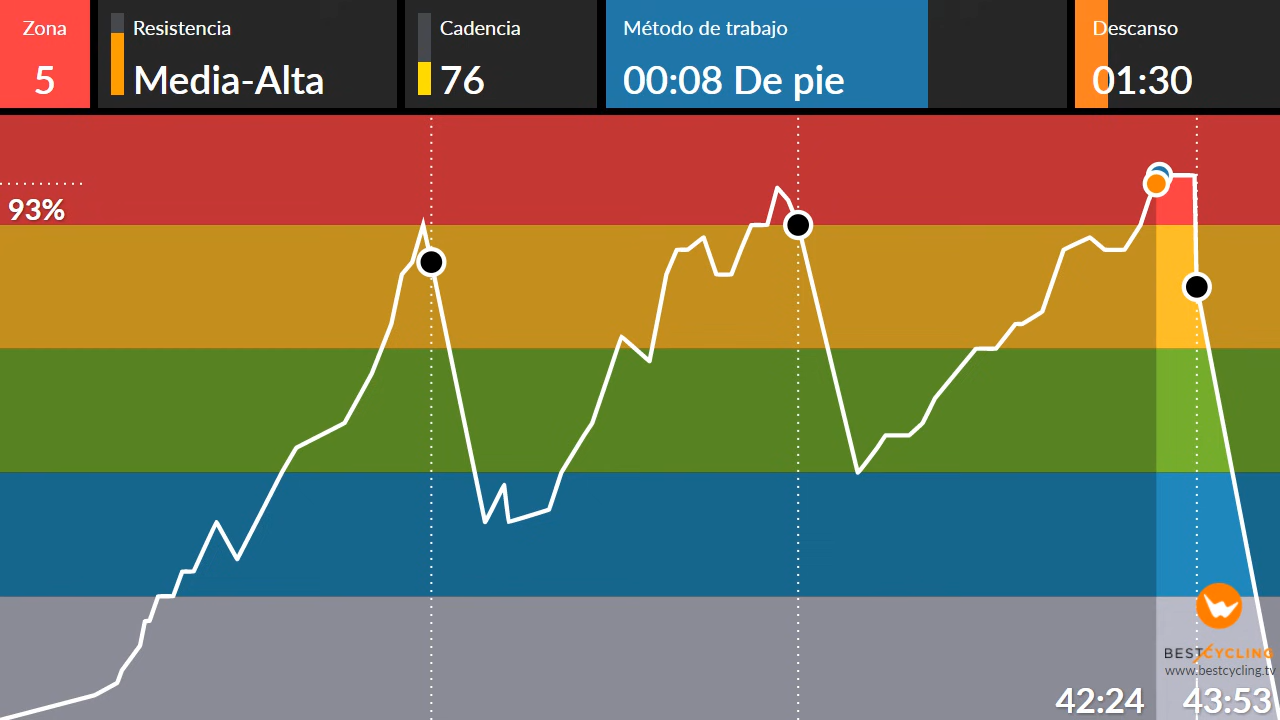 Zona
5
Resistencia
Media-Alta
Cadencia
76
Método de trabajo
00:08 De pie
Descanso
01:30
93%
BESTCYCLING
www.bestcycling.tv
42:24
43:53